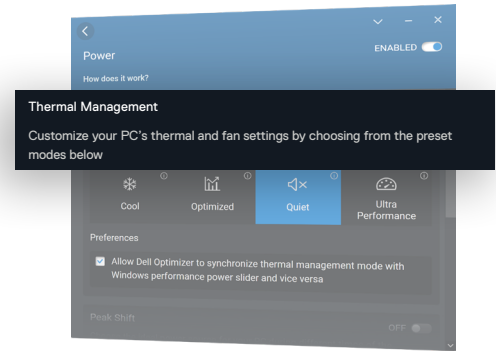 Power
ENABLED
How does it work?
Thermal Management
Customize your PC's thermal and fan settings by choosing from the preset
modes below
Cool
Optimized
Quiet
Ultra
Performance
Preferences
Allow Dell Optimizer to synchronize thermal management mode with
Windows performance power slider and vice versa
Peak Shift
OFF